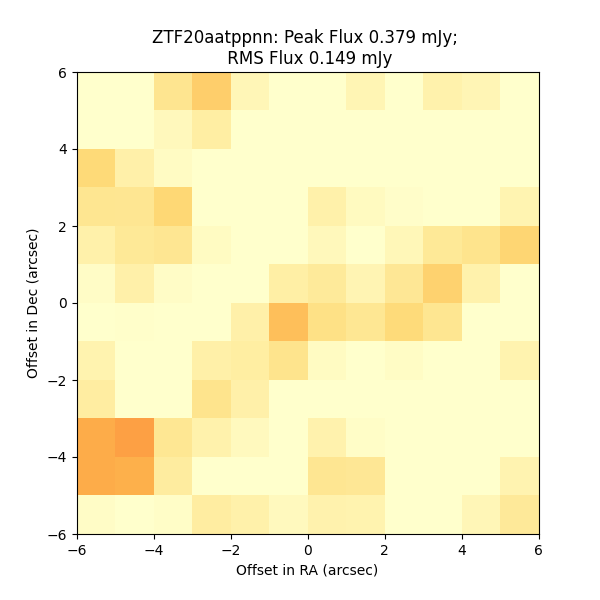 ZTF20aatppnn: Peak Flux 0.379 mJy;
RMS Flux 0.149 mJy
6
4
2
0
−2
−4
−6
Offset in Dec (arcsec)
−6 −4 −2 0 2 4 6
Offset in RA (arcsec)